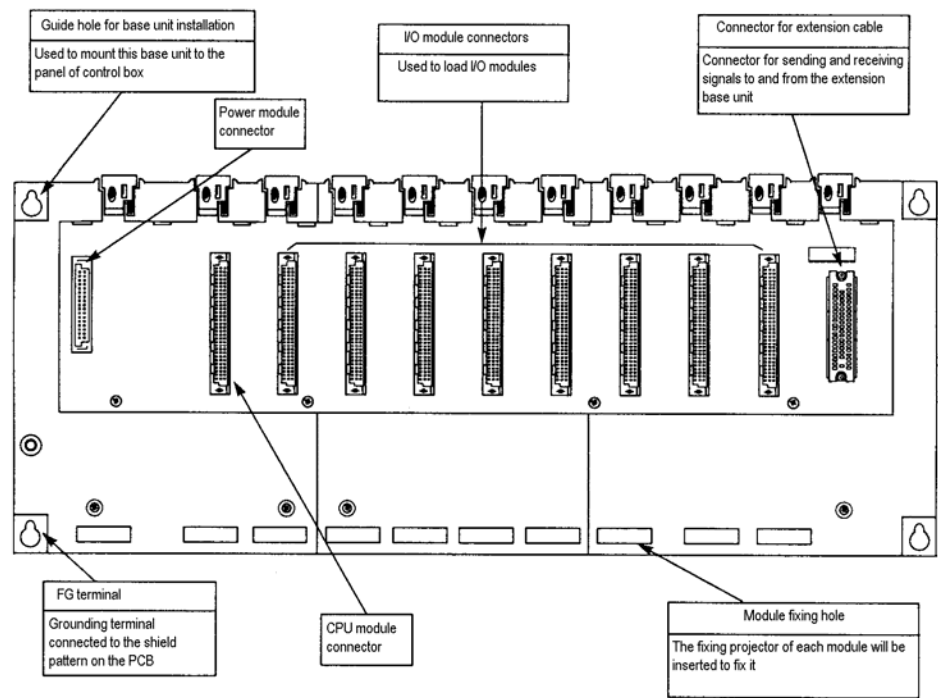 Guide hole for base unit installation
Used to mount this base unit to the
panel of control box
I/O module connectors
Used to load I/O modules
Connector for extension cable
Connector for sending and receiving
signals to and from the extension
base unit
Power module
connector
FG terminal
Grounding terminal
connected to the shield
pattern on the PCB
CPU module
connector
Module fixing hole
The fixing projector of each module will be
inserted to fix it